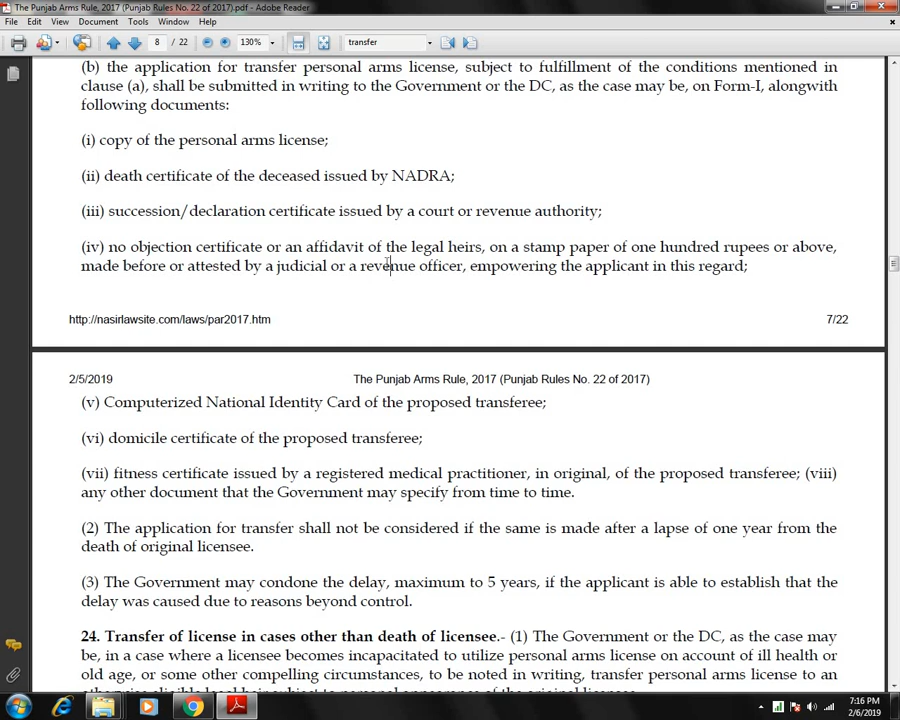 The Punjab Arms Rule, 2017 (Punjab Rules No. 22 of 2017).pdf - Adobe Reader
File Edit View Document Tools Window Help
8 / 22 130% transfer
(b) the application for transfer personal arms license, subject to fulfillment of the conditions mentioned in
clause (a), shall be submitted in writing to the Government or the DC, as the case may be, on Form-I, alongwith
following documents:
(i) copy of the personal arms license;
(ii) death certificate of the deceased issued by NADRA;
(iii) succession/declaration certificate issued by a court or revenue authority;
(iv) no objection certificate or an affidavit of the legal heirs, on a stamp paper of one hundred rupees or above,
made before or attested by a judicial or a revenue officer, empowering the applicant in this regard;
http://nasirlawsite.com/laws/par2017.htm 7/22
2/5/2019 The Punjab Arms Rule, 2017 (Punjab Rules No. 22 of 2017)
(v) Computerized National Identity Card of the proposed transferee;
(vi) domicile certificate of the proposed transferee;
(vii) fitness certificate issued by a registered medical practitioner, in original, of the proposed transferee; (viii)
any other document that the Government may specify from time to time.
(2) The application for transfer shall not be considered if the same is made after a lapse of one year from the
death of original licensee.
(3) The Government may condone the delay, maximum to 5 years, if the applicant is able to establish that the
delay was caused due to reasons beyond control.
24. Transfer of license in cases other than death of licensee.- (1) The Government or the DC, as the case may
be, in a case where a licensee becomes incapacitated to utilize personal arms license on account of ill health or
old age, or some other compelling circumstances, to be noted in writing, transfer personal arms license to an
7:16 PM
2/6/2019